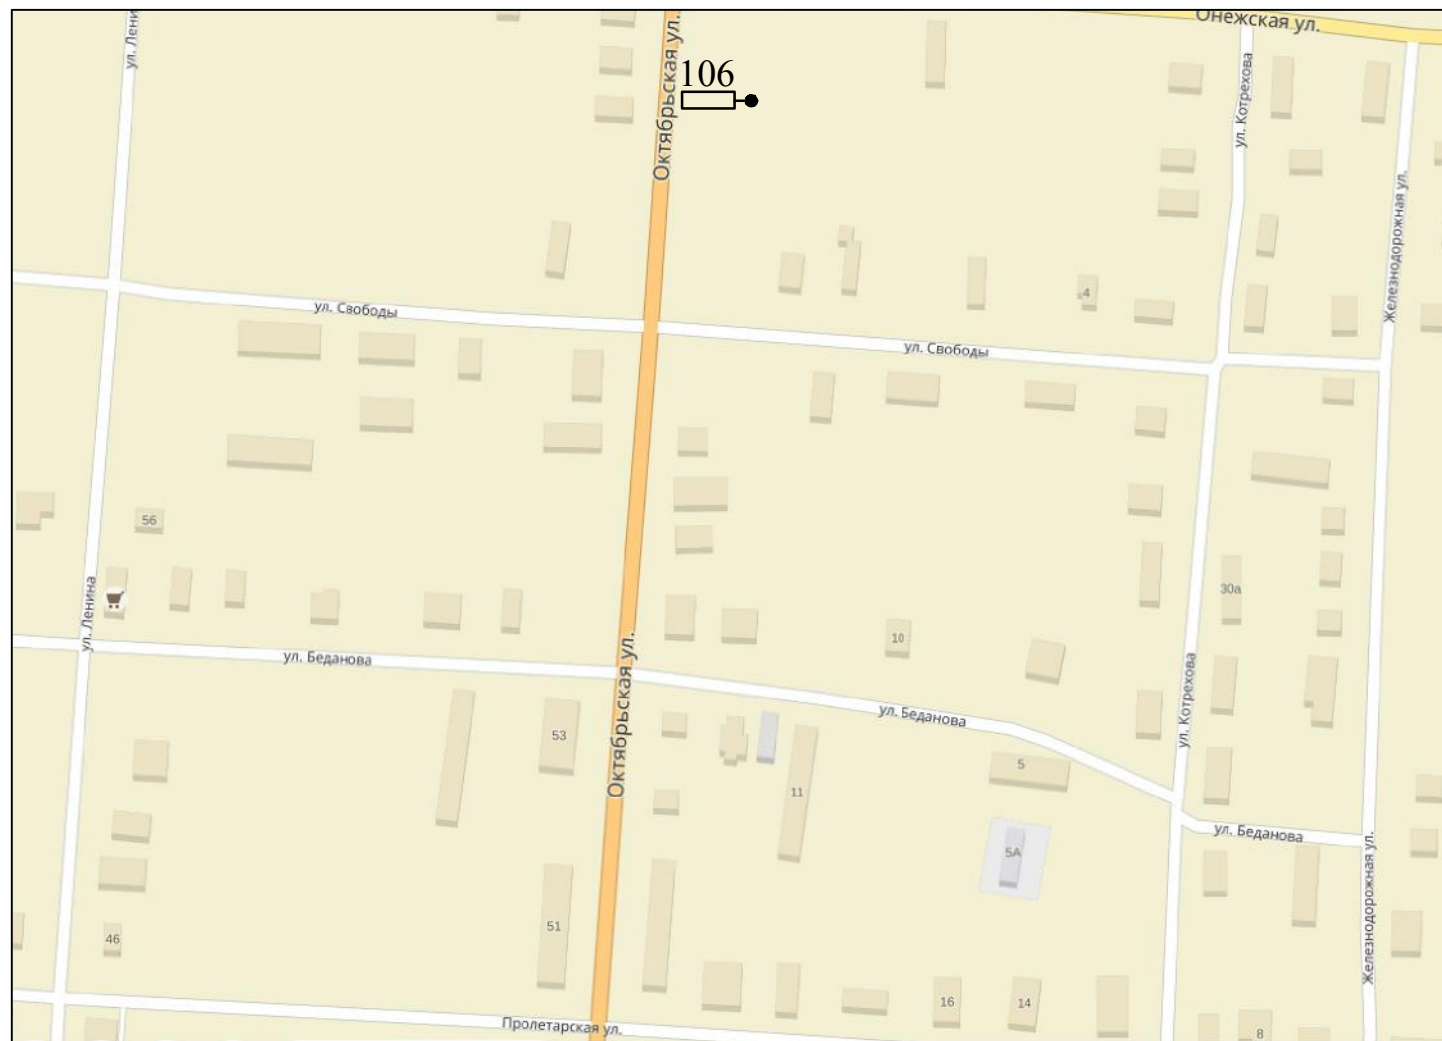 Онежская ул.
ул. Лени
Октябрьская ул.
106
ул. Котрехова
Железнодорожная ул.
4
ул. Свободы
ул. Свободы
56
30а
ул. Ленина
10
ул. Беданова
Октябрьская ул.
ул. Котрехова
ул. Беданова
53
5
11
ул. Беданова
5А
Железнодорожная ул.
51
46
16
14
Пролетарская ул.
8